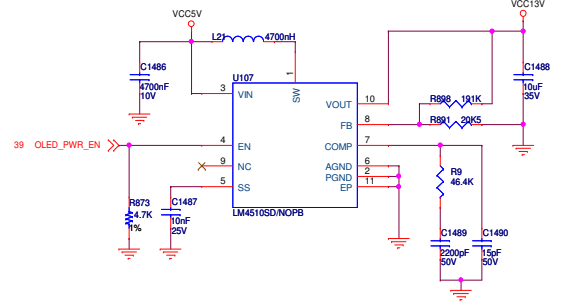 VCC5V
VCC13V
L21 4700nH
C1486
4700nF
10V
U107
1
SW
3 VIN
VOUT 10
FB 8
COMP 7
AGND 6
PGND 2
EP 11
4 EN
9 NC
5 SS
LM4510SD/NOPB
39 OLED_PWR_EN
R873
4.7K
1%
C1487
10nF
25V
R898 191K
R891 20K5
C1488
10uF
35V
R9
46.4K
C1489
2200pF
50V
C1490
15pF
50V